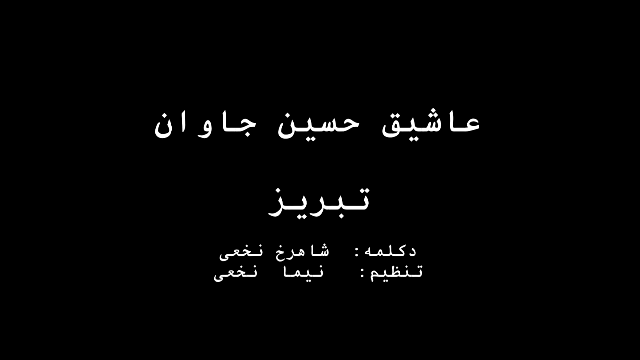 عاشیق حسین جاوان
تبریز
دکلمه: شاهرخ نخعی
تنظیم: نیما نخعی